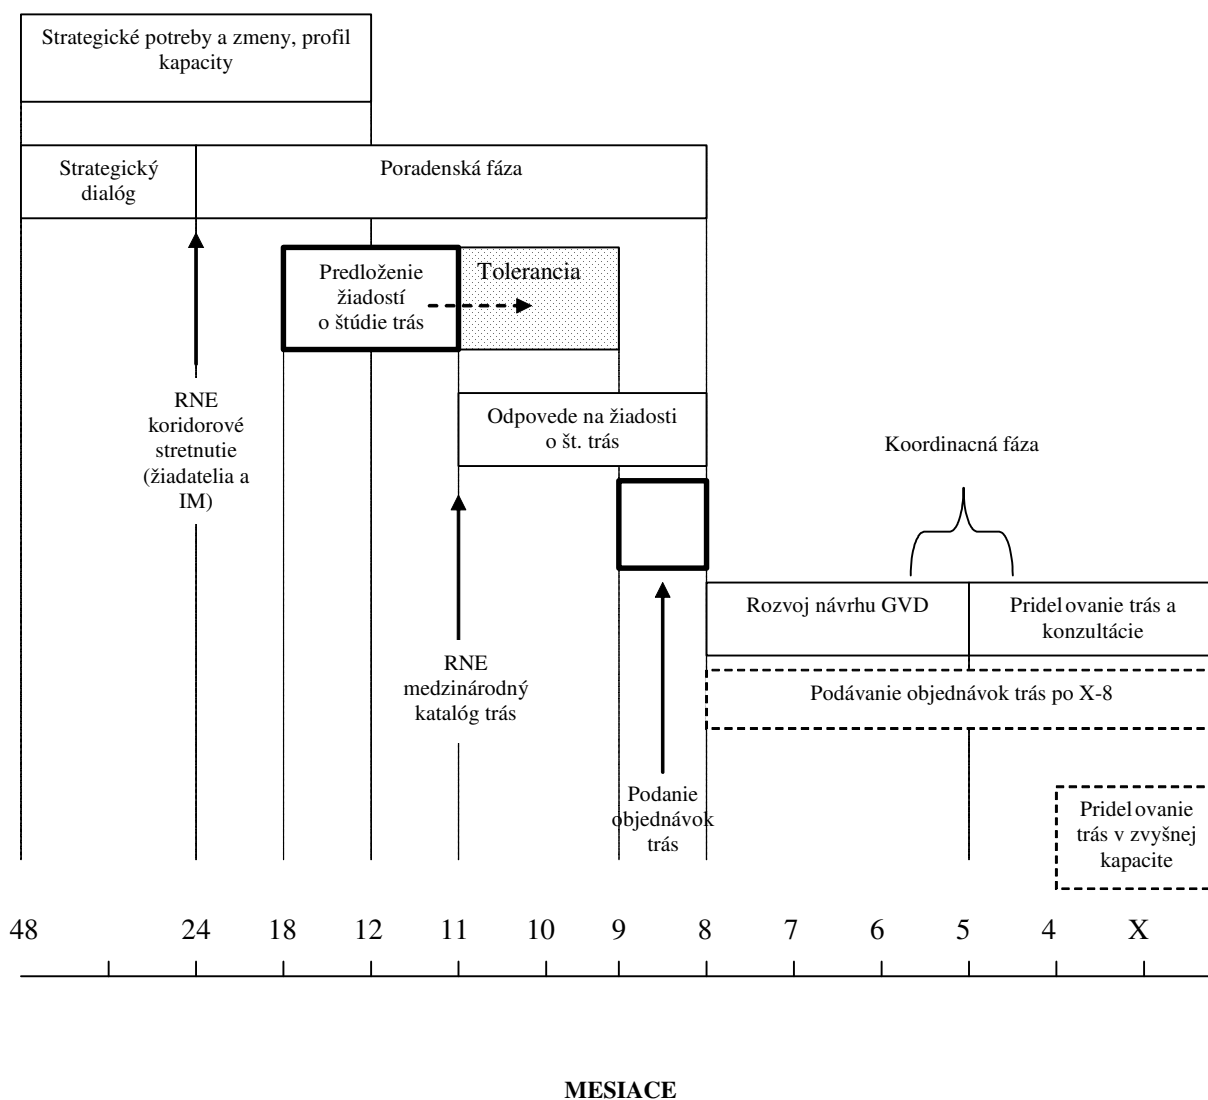 Strategické potreby a zmeny, profil
kapacity
Strategický
dialóg
Poradenská fáza
Predloženie
žiadostí
o štúdie trás
Tolerancia
RNE
koridorové
stretnutie
(žiadatelia a
IM)
Odpovede na žiadosti
o št. trás
Koordinacná fáza
Rozvoj návrhu GVD
Pridel ovanie trás a
konzultácie
RNE
medzinárodný
katalóg trás
Podávanie objednávok trás po X-8
Podanie
objednávok
trás
Pridel ovanie
trás v zvyšnej
kapacite
48 24 18 12 11 10 9 8 7 6 5 4 X
MESIACE